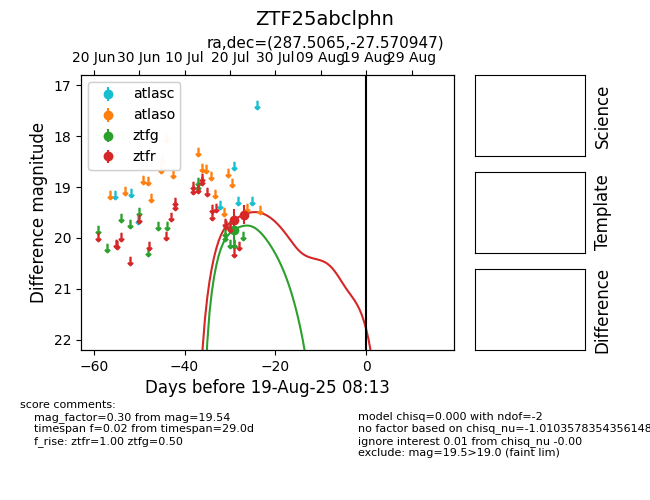 ZTF25abclphn
ra,dec=(287.5065,-27.570947)
20 Jun 30 Jun 10 Jul 20 Jul 30 Jul 09 Aug 19 Aug 29 Aug
17
18
19
20
21
22
Difference magnitude
atlasc
atlaso
ztfg
ztfr
−60 −40 −20 0
Days before 19-Aug-25 08:13
Science
Template
Difference
score comments:
mag_factor=0.30 from mag=19.54
timespan f=0.02 from timespan=29.0d
f_rise: ztfr=1.00 ztfg=0.50
model chisq=0.000 with ndof=-2
no factor based on chisq_nu=-1.0103578354356148
ignore interest 0.01 from chisq_nu -0.00
exclude: mag=19.5>19.0 (faint lim)